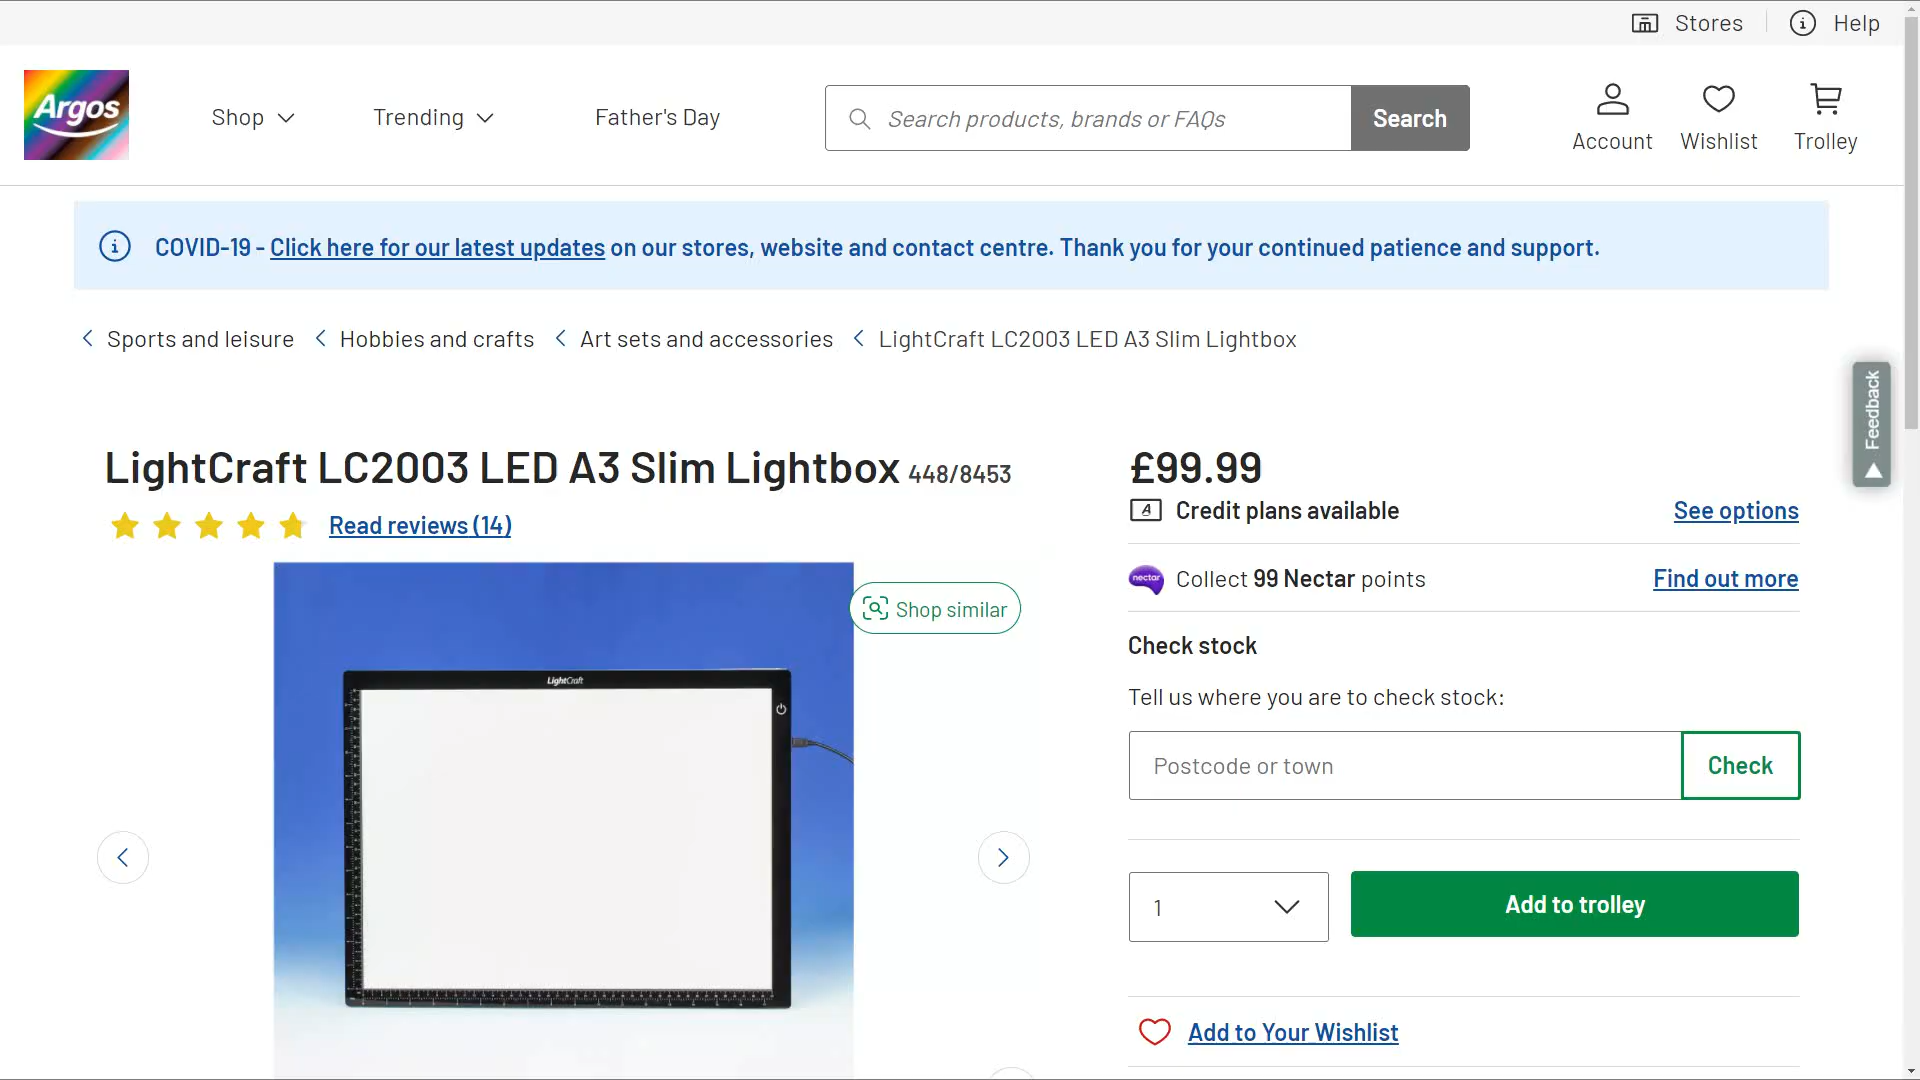 Stores
Help
Argos
Shop
Trending
Father's Day
Search products, brands or FAQs
Search
Account
Wishlist
Trolley
COVID-19 - Click here for our latest updates on our stores, website and contact centre. Thank you for your continued patience and support.
Sports and leisure
Hobbies and crafts
Art sets and accessories
LightCraft LC2003 LED A3 Slim Lightbox
Feedback
LightCraft LC2003 LED A3 Slim Lightbox 448/8453
Read reviews (14)
Shop similar
LightCraft
£99.99
Credit plans available
See options
nectar
Collect 99 Nectar points
Find out more
Check stock
Tell us where you are to check stock:
Postcode or town
Check
1
Add to trolley
Add to Your Wishlist